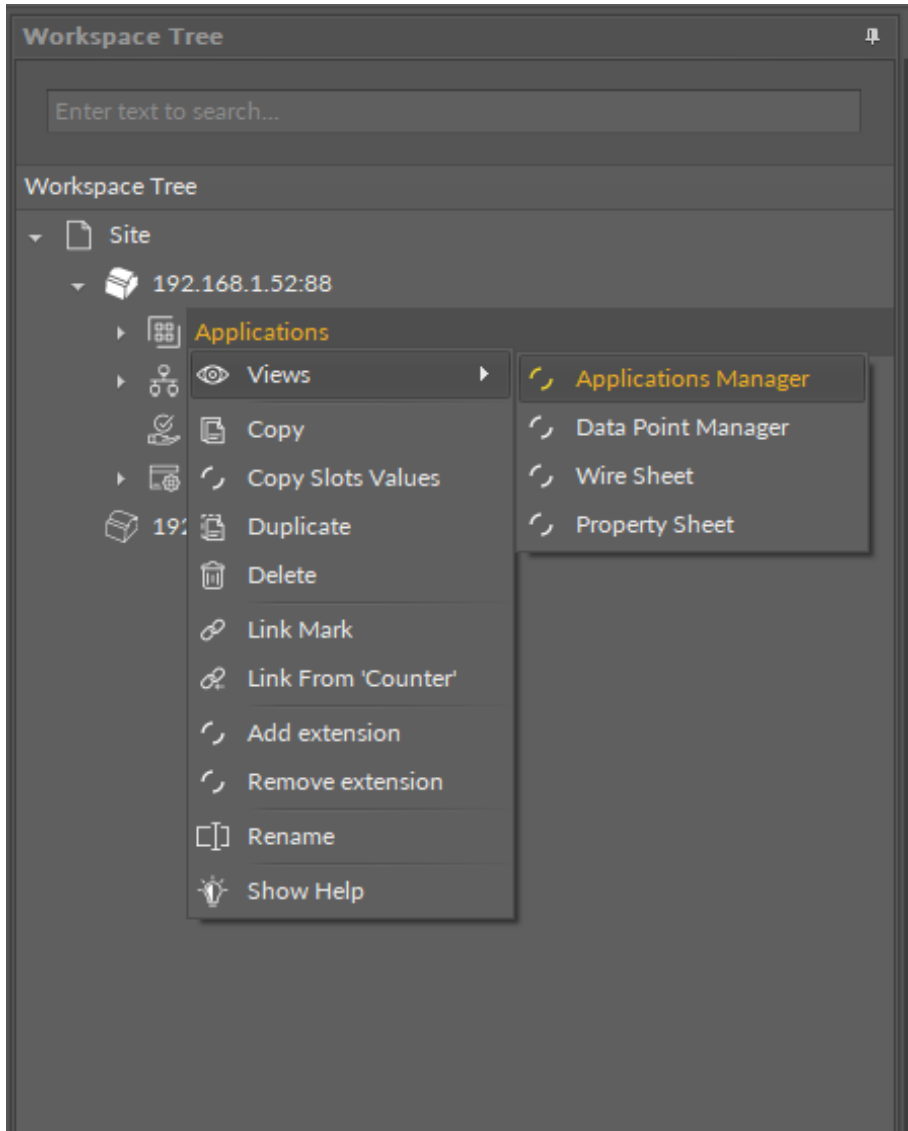 Workspace Tree
Enter text to search...
Workspace Tree
Site
192.168.1.52:88
Applications
Views
Applications Manager
Copy
Data Point Manager
Copy Slots Values
Wire Sheet
192
Duplicate
Property Sheet
Delete
Link Mark
Link From 'Counter'
Add extension
Remove extension
Rename
Show Help